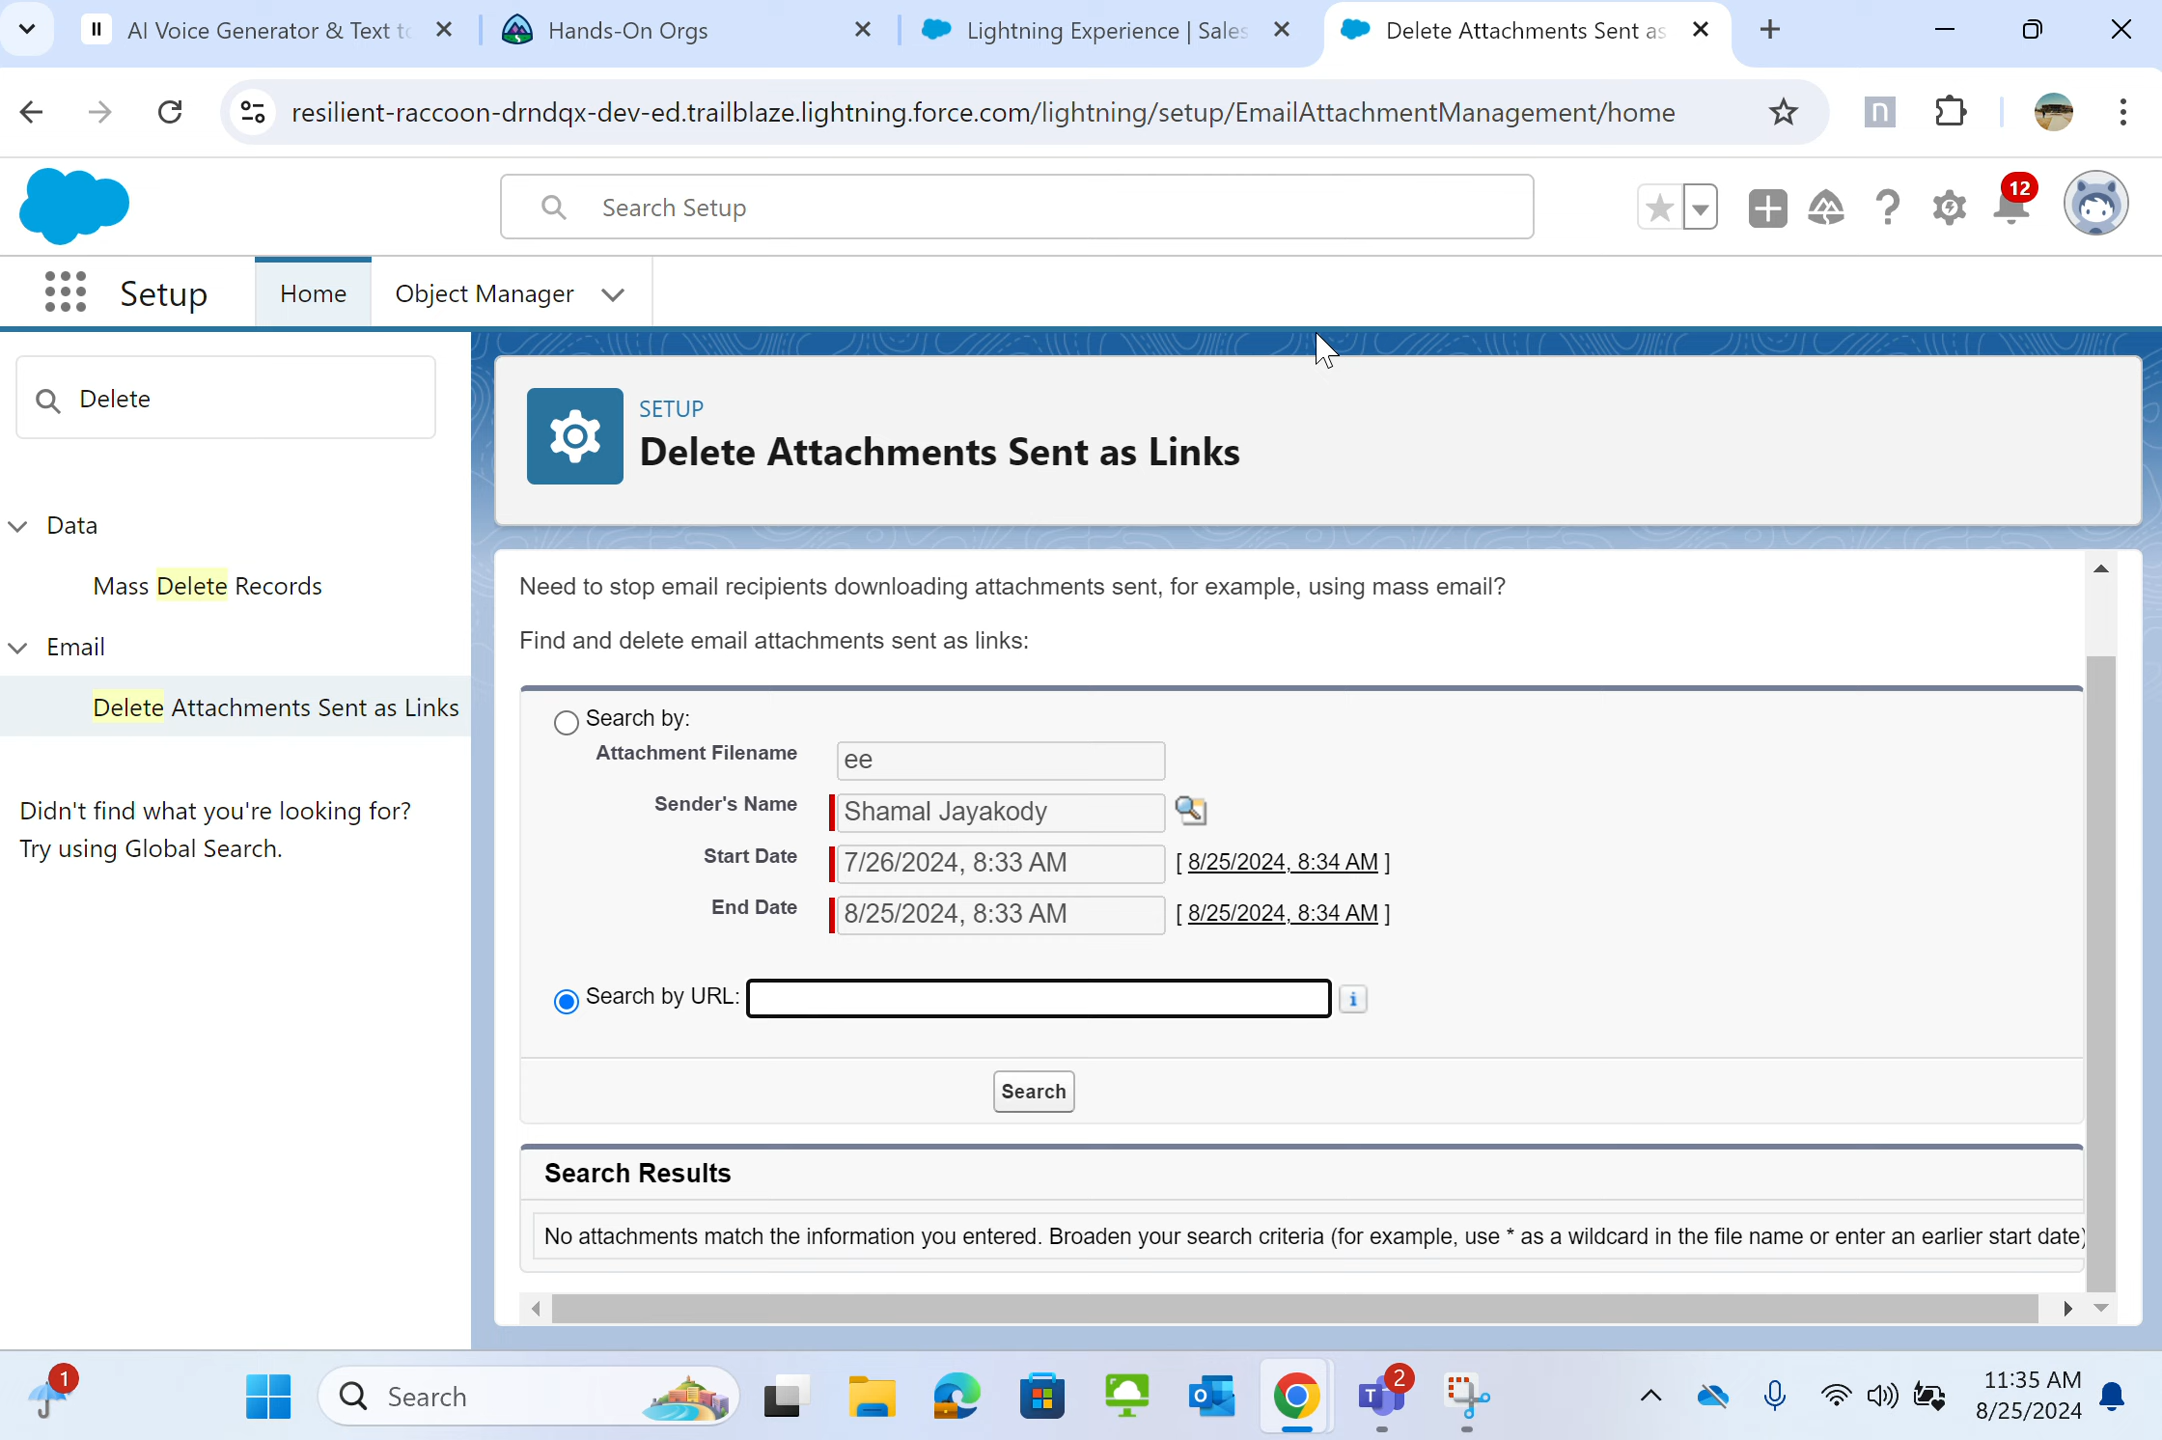 AI Voice Generator & Text to
Hands-On Orgs
Lightning Experience | Sales
Delete Attachments Sent as
resilient-raccoon-drndqx-dev-ed.trailblaze.lightning.force.com/lightning/setup/EmailAttachmentManagement/home
n
Search Setup
12
Setup
Home
Object Manager
Delete
SETUP
Delete Attachments Sent as Links
Data
Mass Delete Records
Email
Delete Attachments Sent as Links
Didn't find what you're looking for?
Try using Global Search.
Need to stop email recipients downloading attachments sent, for example, using mass email?
Find and delete email attachments sent as links:
Search by:
Attachment Filename ee
Sender's Name Shamal Jayakody
Start Date 7/26/2024, 8:33 AM [ 8/25/2024, 8:34 AM ]
End Date 8/25/2024, 8:33 AM [ 8/25/2024, 8:34 AM ]
Search by URL: i
Search
Search Results
No attachments match the information you entered. Broaden your search criteria (for example, use * as a wildcard in the file name or enter an earlier start date)
1
Search
2
11:35 AM
8/25/2024